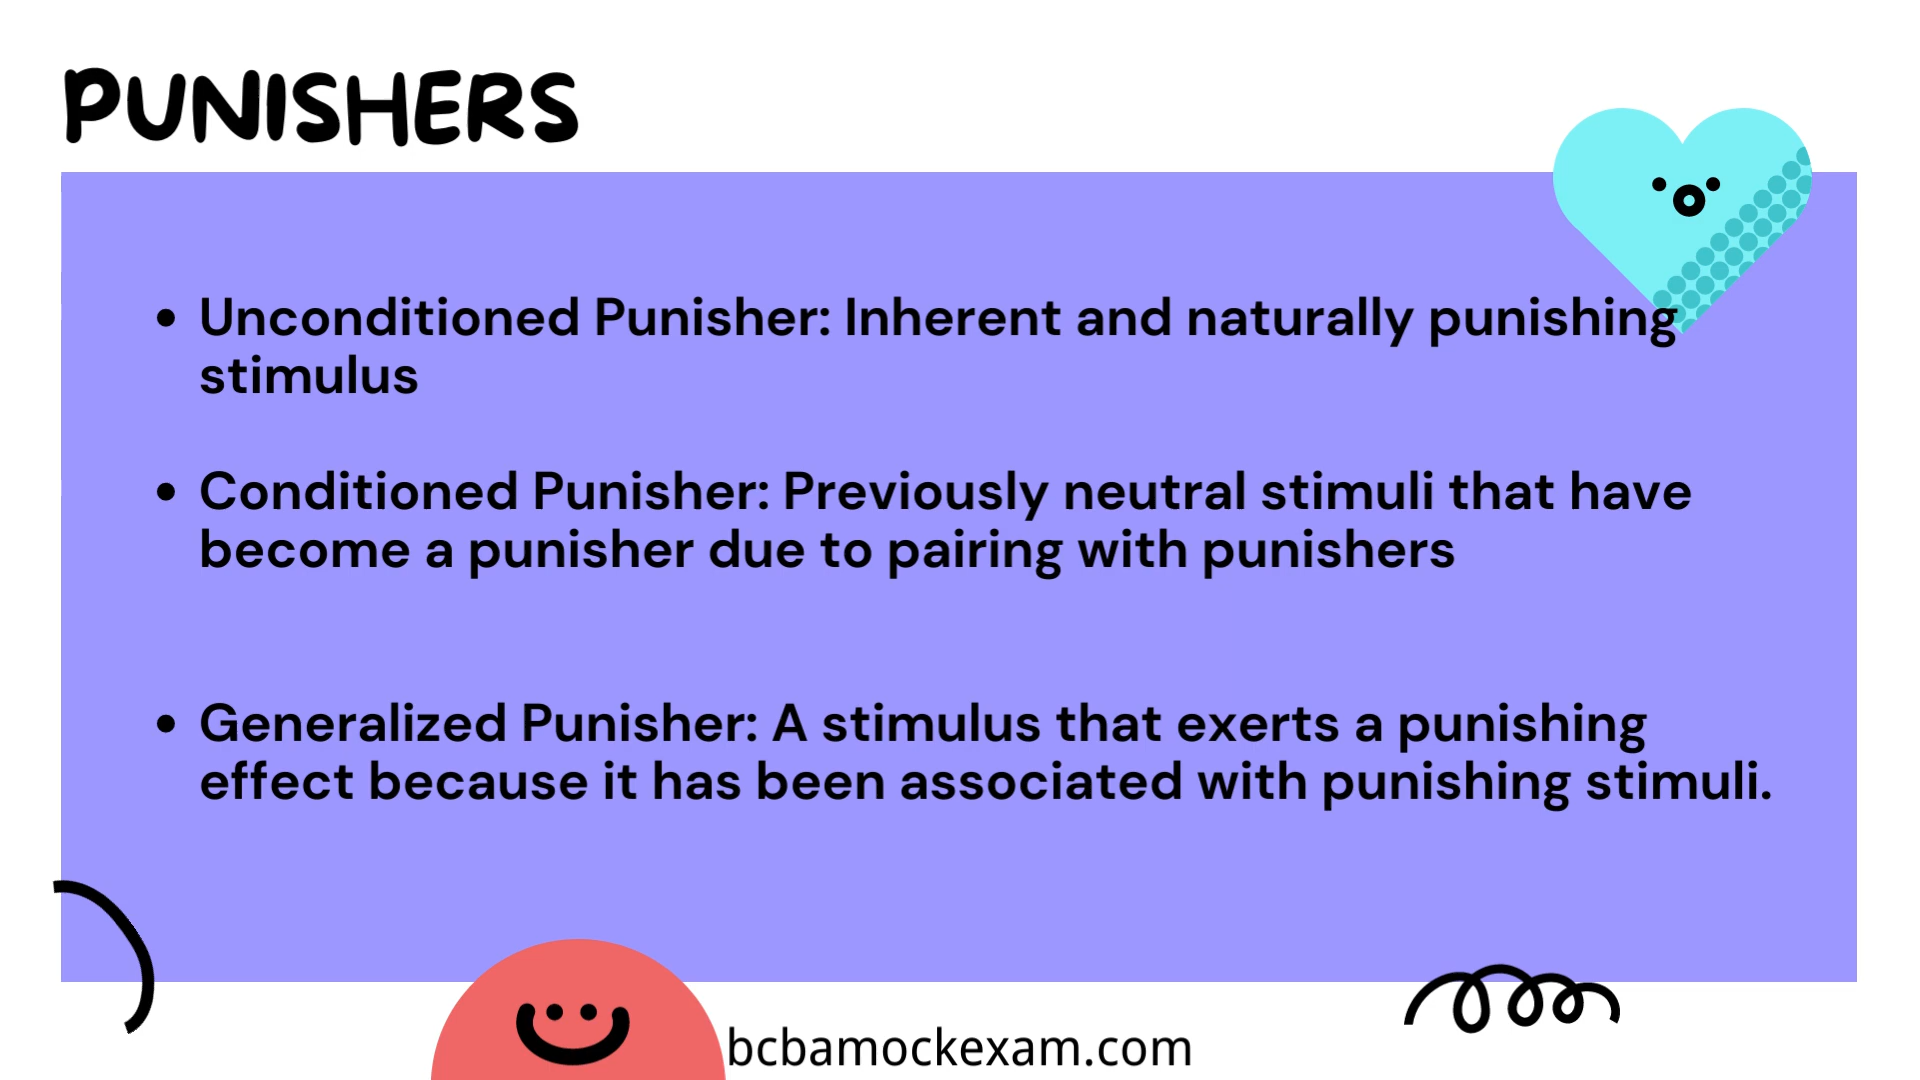 PUNISHERS
• Unconditioned Punisher: Inherent and naturally punishing
stimulus
• Conditioned Punisher: Previously neutral stimuli that have
become a punisher due to pairing with punishers
• Generalized Punisher: A stimulus that exerts a punishing
effect because it has been associated with punishing stimuli.
bcbamockexam.com